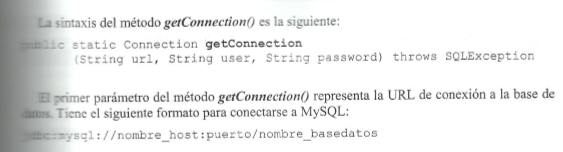 La sintaxis del método getConnection() es la siguiente:
public static Connection getConnection
(String url, String user, String password) throws SQLException
El primer parámetro del método getConnection() representa la URL de conexión a la base de
datos. Tiene el siguiente formato para conectarse a MySQL:
jdbc:mysql://nombre_host:puerto/nombre_basedatos